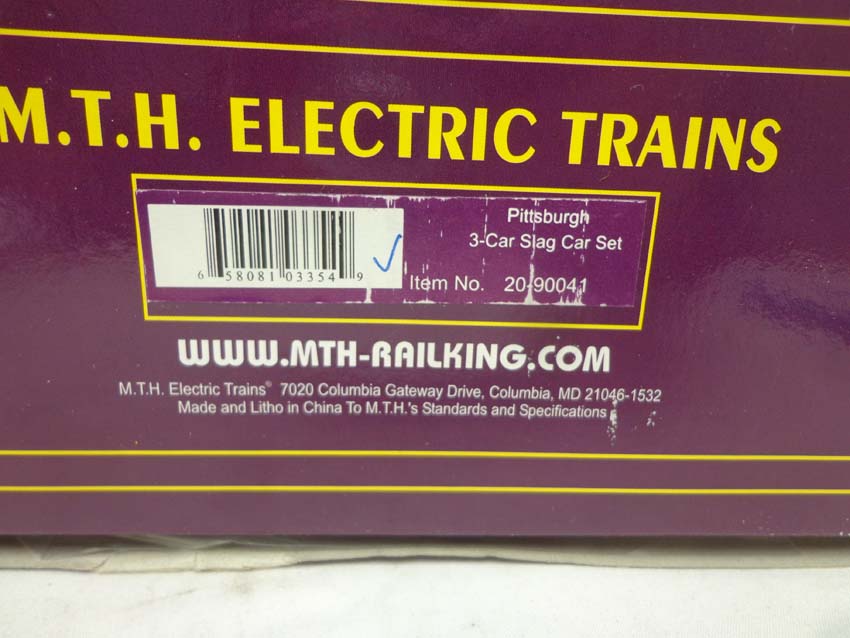 M.T.H. ELECTRIC TRAINS
Pittsburgh
3-Car Slag Car Set
6 58081 03354 9
Item No. 20-90041
WWW.MTH-RAILKING.COM
M.T.H. Electric Trains® 7020 Columbia Gateway Drive, Columbia, MD 21046-1532
Made and Litho in China To M.T.H.'s Standards and Specifications